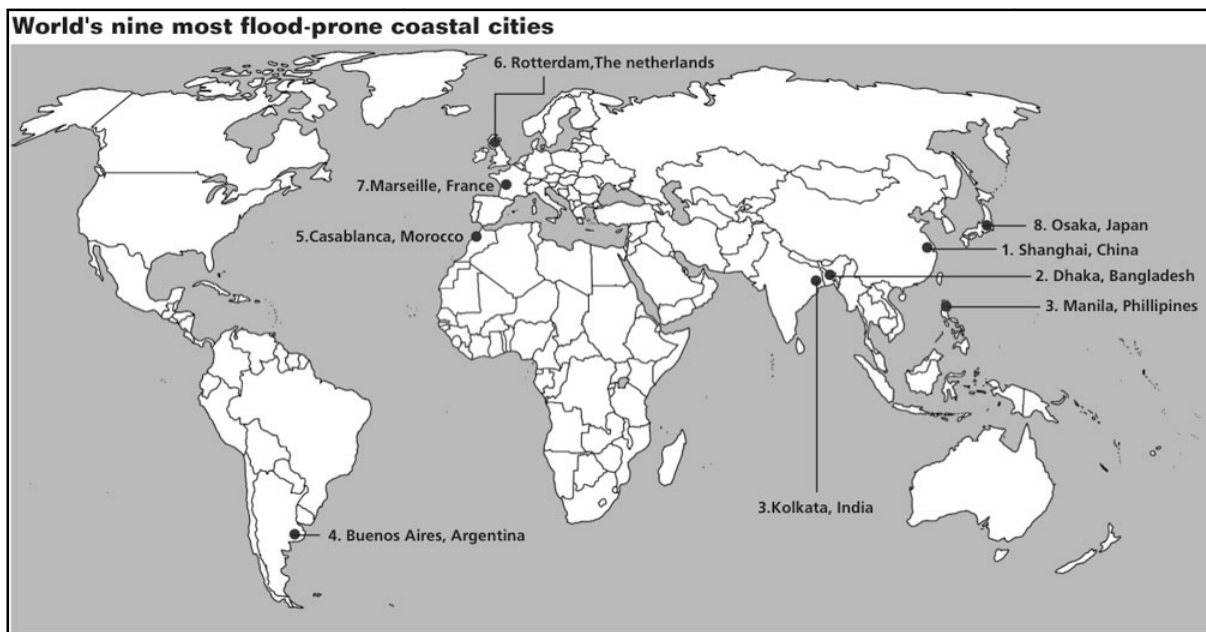 World's nine most flood-prone coastal cities
6. Rotterdam,The netherlands
7.Marseille, France
5.Casablanca, Morocco
8. Osaka, Japan
1. Shanghai, China
2. Dhaka, Bangladesh
3. Manila, Phillipines
3.Kolkata, India
4. Buenos Aires, Argentina